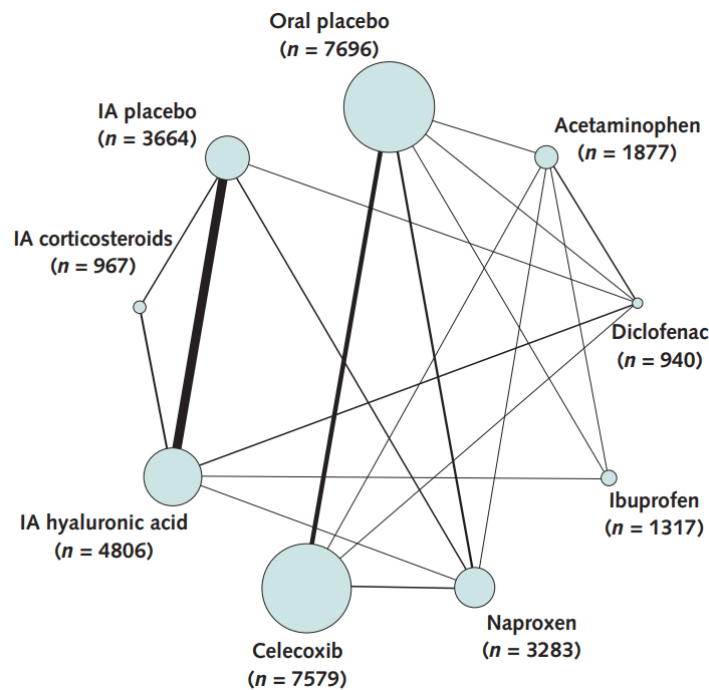 Oral placebo
(n = 7696)
IA placebo
(n = 3664)
Acetaminophen
(n = 1877)
IA corticosteroids
(n = 967)
Diclofenac
(n = 940)
IA hyaluronic acid
(n = 4806)
Ibuprofen
(n = 1317)
Celecoxib
(n = 7579)
Naproxen
(n = 3283)